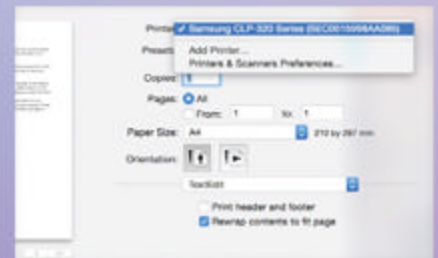 Printer: ✓ Samsung CLP-320 Series
Presets:
Add Printer...
Printers & Scanners Preferences...
Copies: 1
Pages: All
From: 1 to: 1
Paper Size: A4 210 by 297 mm
Orientation:
TextEdit
Print header and footer
Rewrap contents to fit page